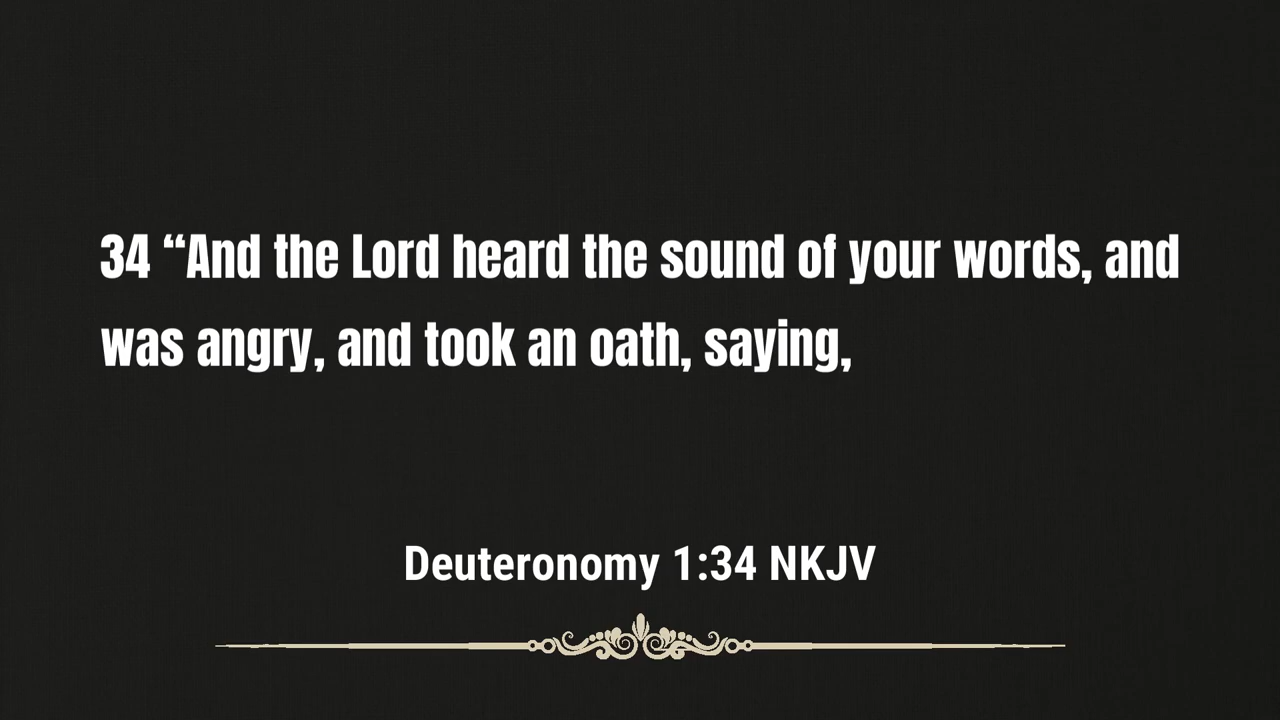 34 “And the Lord heard the sound of your words, and
was angry, and took an oath, saying,
Deuteronomy 1:34 NKJV